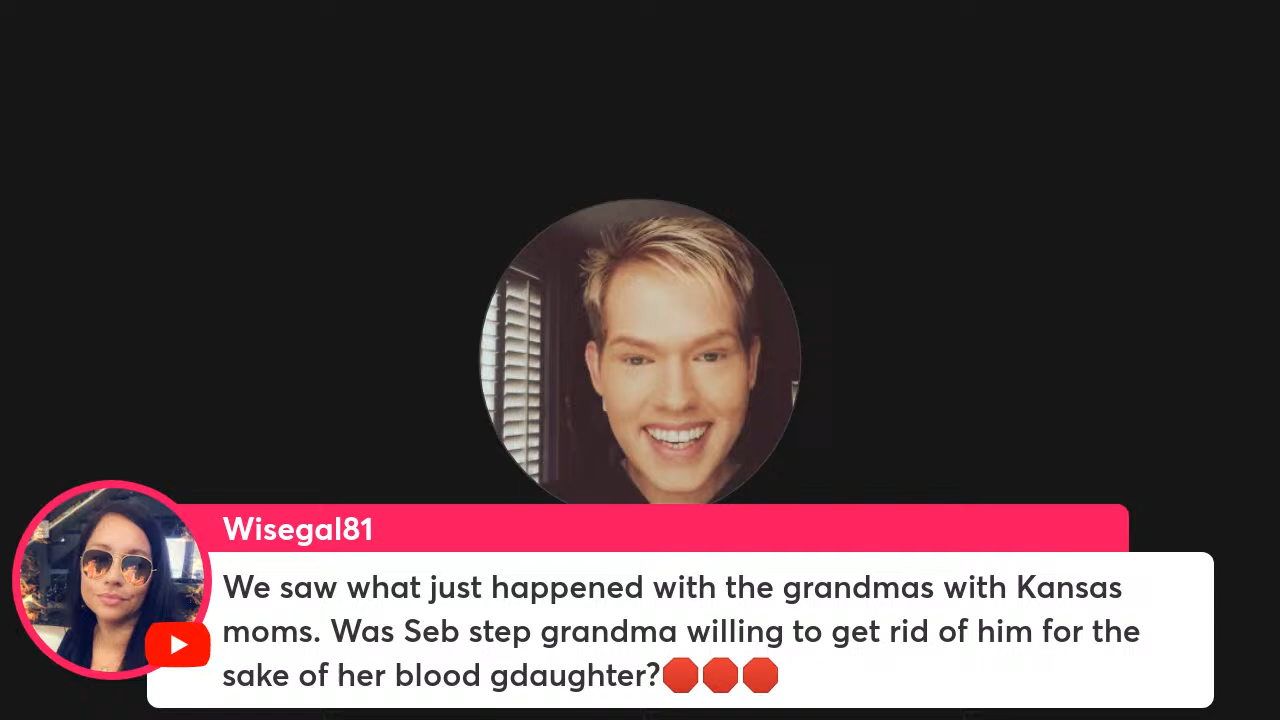 Wisegal81
We saw what just happened with the grandmas with Kansas
moms. Was Seb step grandma willing to get rid of him for the
sake of her blood gdaughter?🛑🛑🛑